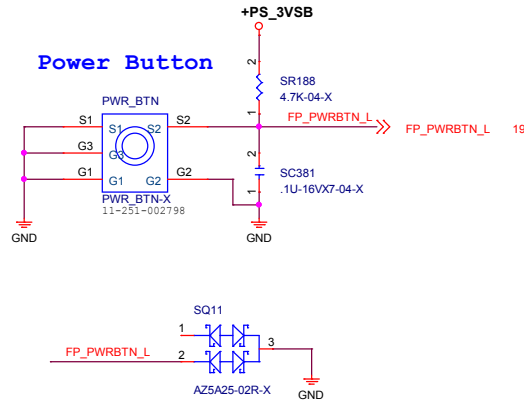 +PS_3VSB
Power Button
2
SR188
4.7K-04-X
1
PWR_BTN
FP_PWRBTN_L
S1 S1 S2 S2
FP_PWRBTN_L 19
G3 G3
2
SC381
.1U-16VX7-04-X
1
G1 G1 G2 G2
PWR_BTN-X
11-251-002798
GND GND
SQ11
1
FP_PWRBTN_L 2
3
AZ5A25-02R-X
GND